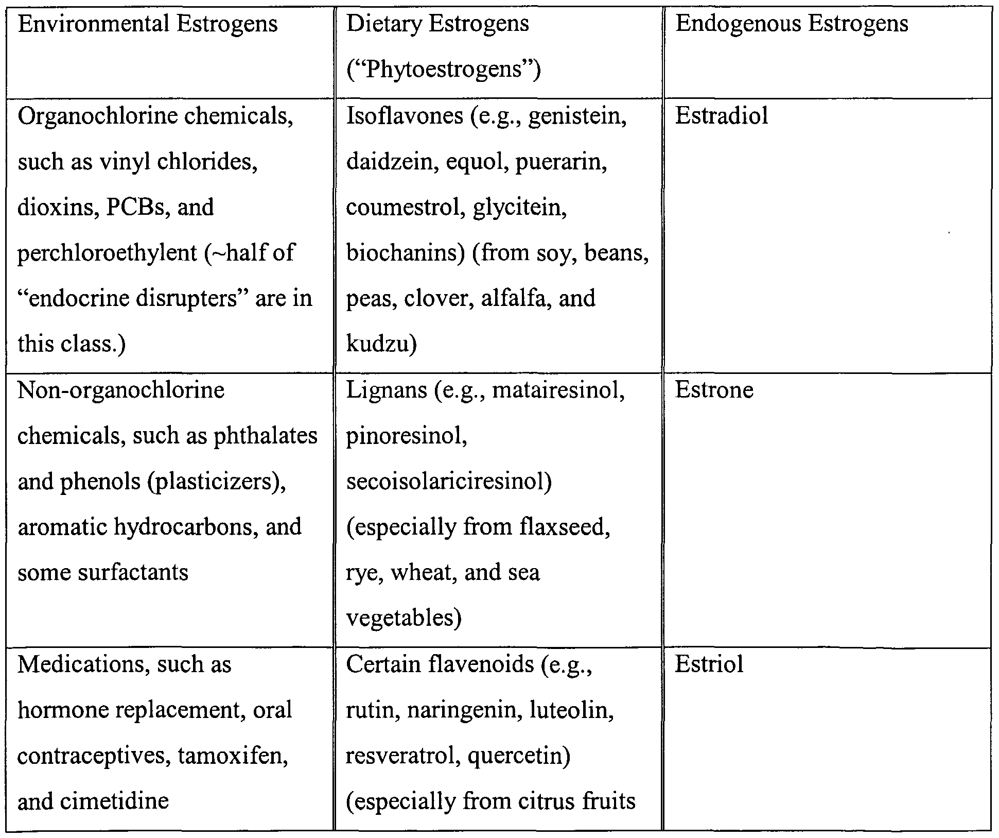 Environmental Estrogens
Dietary Estrogens
(“Phytoestrogens”)
Endogenous Estrogens
Organochlorine chemicals,
such as vinyl chlorides,
dioxins, PCBs, and
perchloroethylent (~half of
“endocrine disrupters” are in
this class.)
Isoflavones (e.g., genistein,
daidzein, equol, puerarin,
coumestrol, glycitein,
biochanins) (from soy, beans,
peas, clover, alfalfa, and
kudzu)
Estradiol
Non-organochlorine
chemicals, such as phthalates
and phenols (plasticizers),
aromatic hydrocarbons, and
some surfactants
Lignans (e.g., matairesinol,
pinoresinol,
secoisolariciresinol)
(especially from flaxseed,
rye, wheat, and sea
vegetables)
Estrone
Medications, such as
hormone replacement, oral
contraceptives, tamoxifen,
and cimetidine
Certain flavenoids (e.g.,
rutin, naringenin, luteolin,
resveratrol, quercetin)
(especially from citrus fruits
Estriol